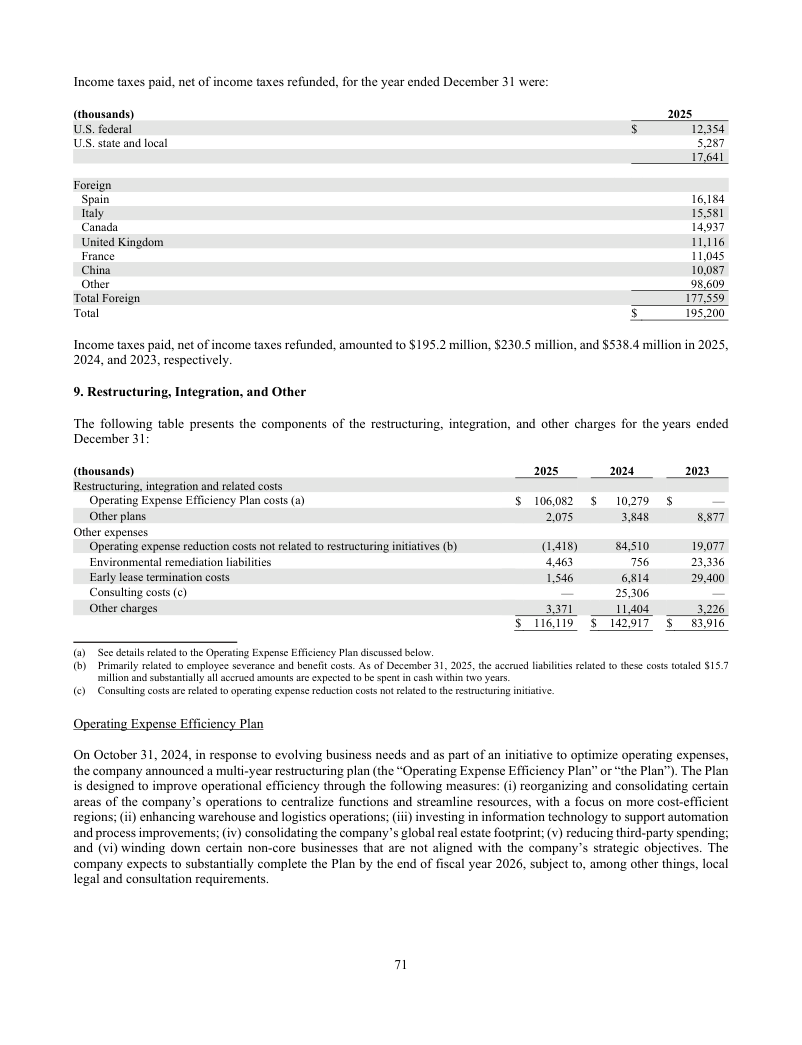 Income taxes paid, net of income taxes refunded, for the year ended December 31 were:
(thousands) 2025
U.S. federal $ 12,354
U.S. state and local 5,287
17,641
Foreign
Spain 16,184
Italy 15,581
Canada 14,937
United Kingdom 11,116
France 11,045
China 10,087
Other 98,609
Total Foreign 177,559
Total $ 195,200
Income taxes paid, net of income taxes refunded, amounted to $195.2 million, $230.5 million, and $538.4 million in 2025,
2024, and 2023, respectively.
9. Restructuring, Integration, and Other
The following table presents the components of the restructuring, integration, and other charges for the years ended
December 31:
(thousands) 2025 2024 2023
Restructuring, integration and related costs
Operating Expense Efficiency Plan costs (a) $ 106,082 $ 10,279 $ —
Other plans 2,075 3,848 8,877
Other expenses
Operating expense reduction costs not related to restructuring initiatives (b) (1,418) 84,510 19,077
Environmental remediation liabilities 4,463 756 23,336
Early lease termination costs 1,546 6,814 29,400
Consulting costs (c) — 25,306 —
Other charges 3,371 11,404 3,226
$ 116,119 $ 142,917 $ 83,916
(a) See details related to the Operating Expense Efficiency Plan discussed below.
(b) Primarily related to employee severance and benefit costs. As of December 31, 2025, the accrued liabilities related to these costs totaled $15.7
million and substantially all accrued amounts are expected to be spent in cash within two years.
(c) Consulting costs are related to operating expense reduction costs not related to the restructuring initiative.
Operating Expense Efficiency Plan
On October 31, 2024, in response to evolving business needs and as part of an initiative to optimize operating expenses,
the company announced a multi-year restructuring plan (the “Operating Expense Efficiency Plan” or “the Plan”). The Plan
is designed to improve operational efficiency through the following measures: (i) reorganizing and consolidating certain
areas of the company’s operations to centralize functions and streamline resources, with a focus on more cost-efficient
regions; (ii) enhancing warehouse and logistics operations; (iii) investing in information technology to support automation
and process improvements; (iv) consolidating the company’s global real estate footprint; (v) reducing third-party spending;
and (vi) winding down certain non-core businesses that are not aligned with the company’s strategic objectives. The
company expects to substantially complete the Plan by the end of fiscal year 2026, subject to, among other things, local
legal and consultation requirements.
71